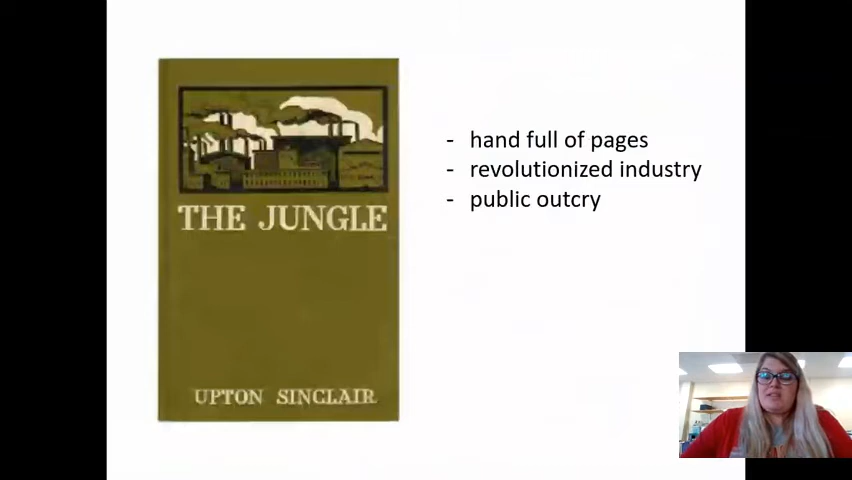 THE JUNGLE
UPTON SINCLAIR
- hand full of pages
- revolutionized industry
- public outcry